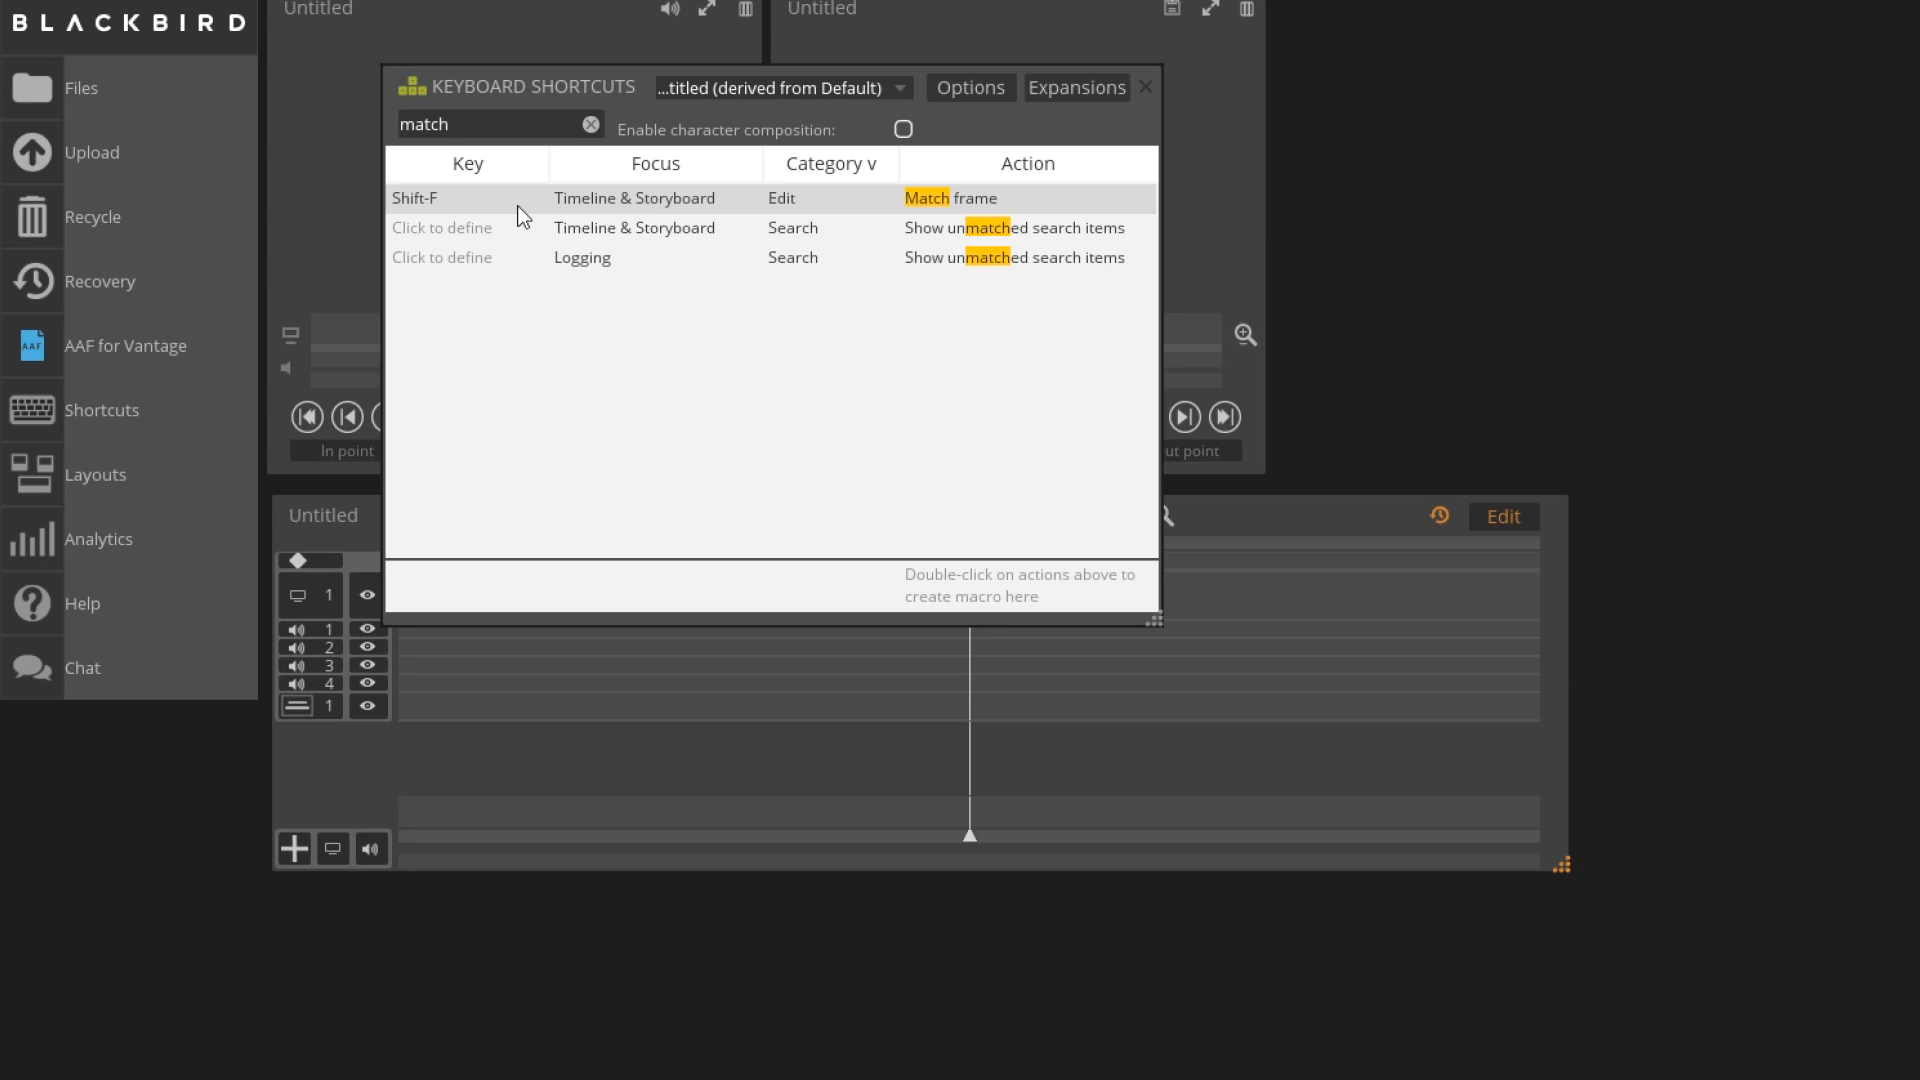 BLACKBIRD
Files
Upload
Recycle
Recovery
AAF
AAF for Vantage
Shortcuts
Layouts
Analytics
Help
Chat
Untitled
Untitled
KEYBOARD SHORTCUTS
...titled (derived from Default)
Options
Expansions
match
Enable character composition:
Key Focus Category v Action
Shift-F Timeline & Storyboard Edit Match frame
Click to define Timeline & Storyboard Search Show unmatched search items
Click to define Logging Search Show unmatched search items
Double-click on actions above to
create macro here
In point
ut point
Untitled
Edit
1
1
2
3
4
1